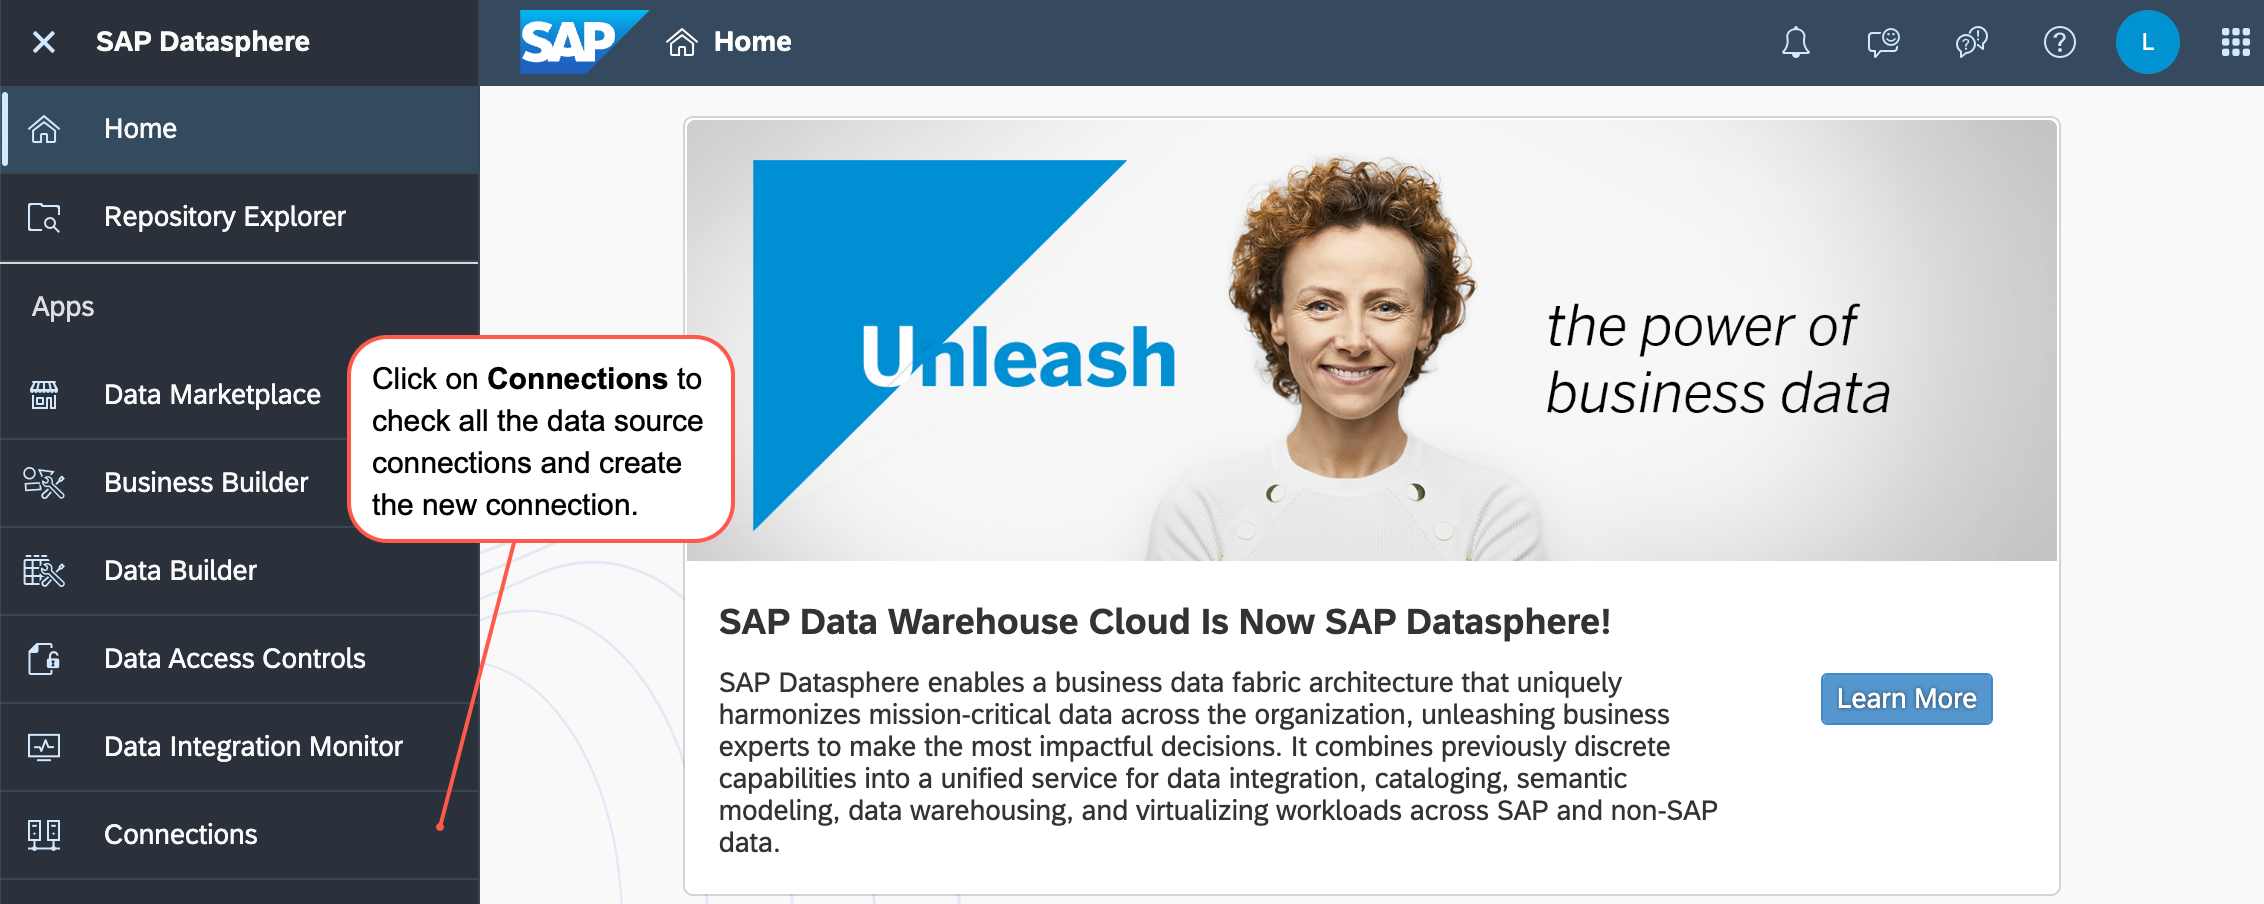 SAP Datasphere
SAP
Home
L
Home
Repository Explorer
Apps
Data Marketplace
Business Builder
Data Builder
Data Access Controls
Data Integration Monitor
Connections
Click on Connections to
check all the data source
connections and create
the new connection.
Unleash
the power of
business data
SAP Data Warehouse Cloud Is Now SAP Datasphere!
SAP Datasphere enables a business data fabric architecture that uniquely
harmonizes mission-critical data across the organization, unleashing business
experts to make the most impactful decisions. It combines previously discrete
capabilities into a unified service for data integration, cataloging, semantic
modeling, data warehousing, and virtualizing workloads across SAP and non-SAP
data.
Learn More